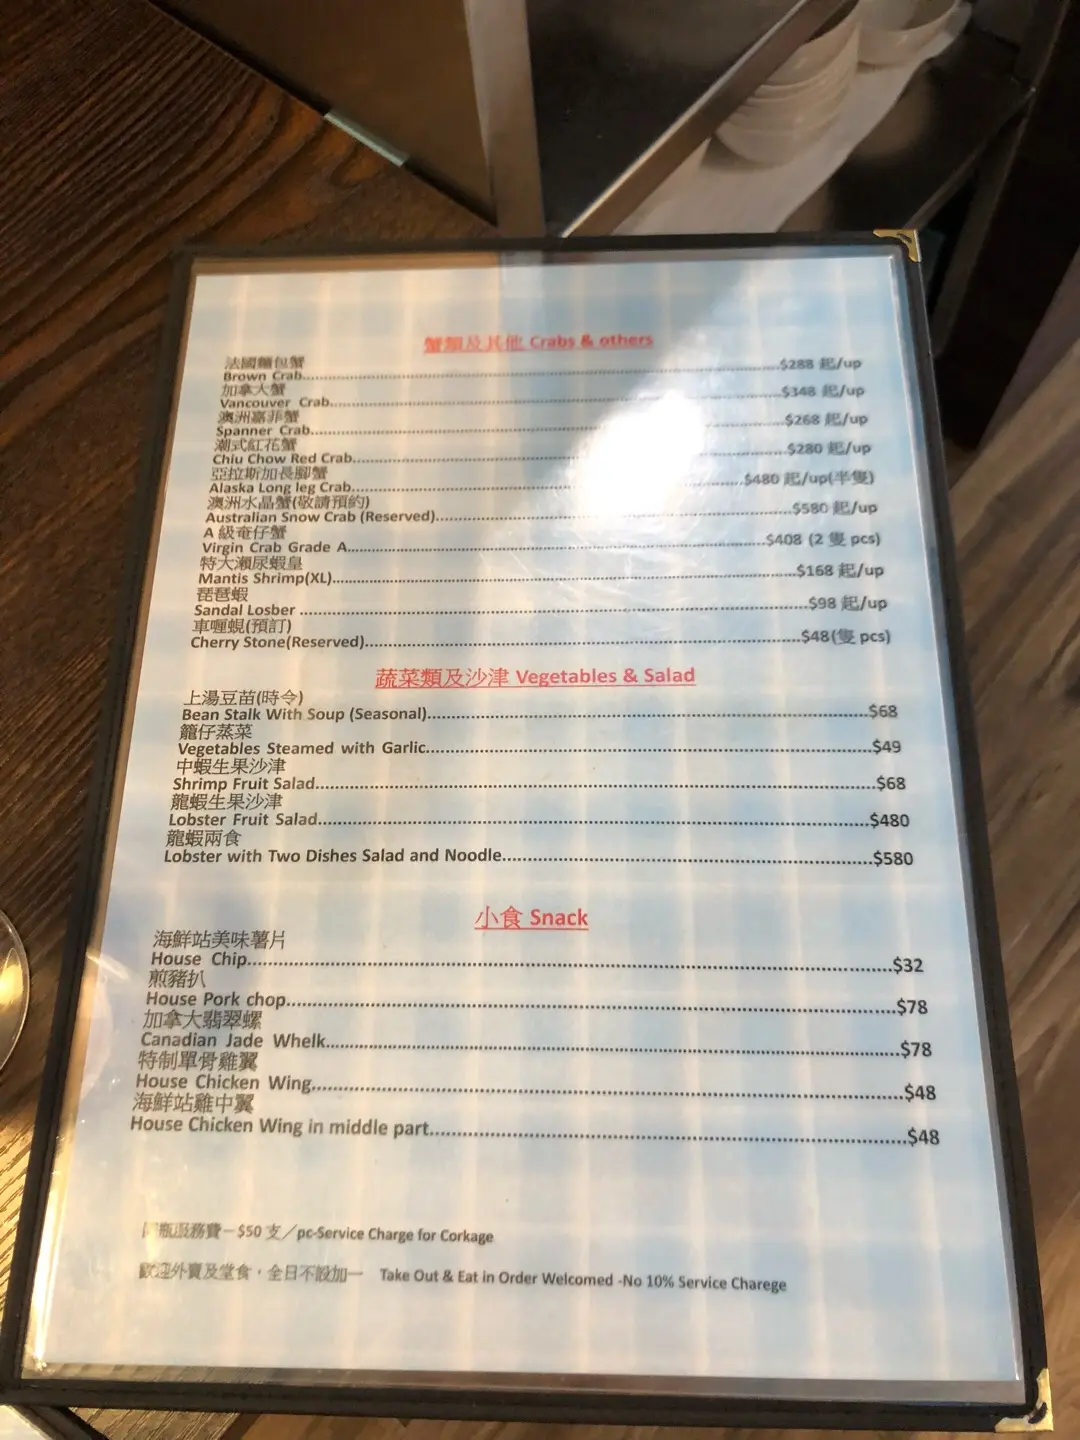 蟹類及其他 Crabs & others
法國麵包蟹
Brown Crab..........$288 起/up
加拿大蟹
Vancouver Crab..........$348 起/up
澳洲嘉菲蟹
Spanner Crab..........$268 起/up
潮式紅花蟹
Chiu Chow Red Crab..........$280 起/up
亞拉斯加長腳蟹
Alaska Long leg Crab..........$480 起/up(半隻)
澳洲水晶蟹(敬請預約)
Australian Snow Crab (Reserved)..........$580 起/up
A 級奄仔蟹
Virgin Crab Grade A..........$408 (2 隻 pcs)
特大瀨尿蝦皇
Mantis Shrimp(XL)..........$168 起/up
琵琶蝦
Sandal Losber ..........$98 起/up
車喱蜆(預訂)
Cherry Stone(Reserved)..........$48(隻 pcs)
蔬菜類及沙津 Vegetables & Salad
上湯豆苗(時令)
Bean Stalk With Soup (Seasonal)..........$68
籠仔蒸菜
Vegetables Steamed with Garlic..........$49
中蝦生果沙津
Shrimp Fruit Salad..........$68
龍蝦生果沙津
Lobster Fruit Salad..........$480
龍蝦兩食
Lobster with Two Dishes Salad and Noodle..........$580
小食 Snack
海鮮站美味薯片
House Chip..........$32
煎豬扒
House Pork chop..........$78
加拿大翡翠螺
Canadian Jade Whelk..........$78
特制單骨雞翼
House Chicken Wing..........$48
海鮮站雞中翼
House Chicken Wing in middle part..........$48
瓶服務費－$50 支／pc-Service Charge for Corkage
歡迎外賣及堂食，全日不設加一 Take Out & Eat in Order Welcomed -No 10% Service Charege